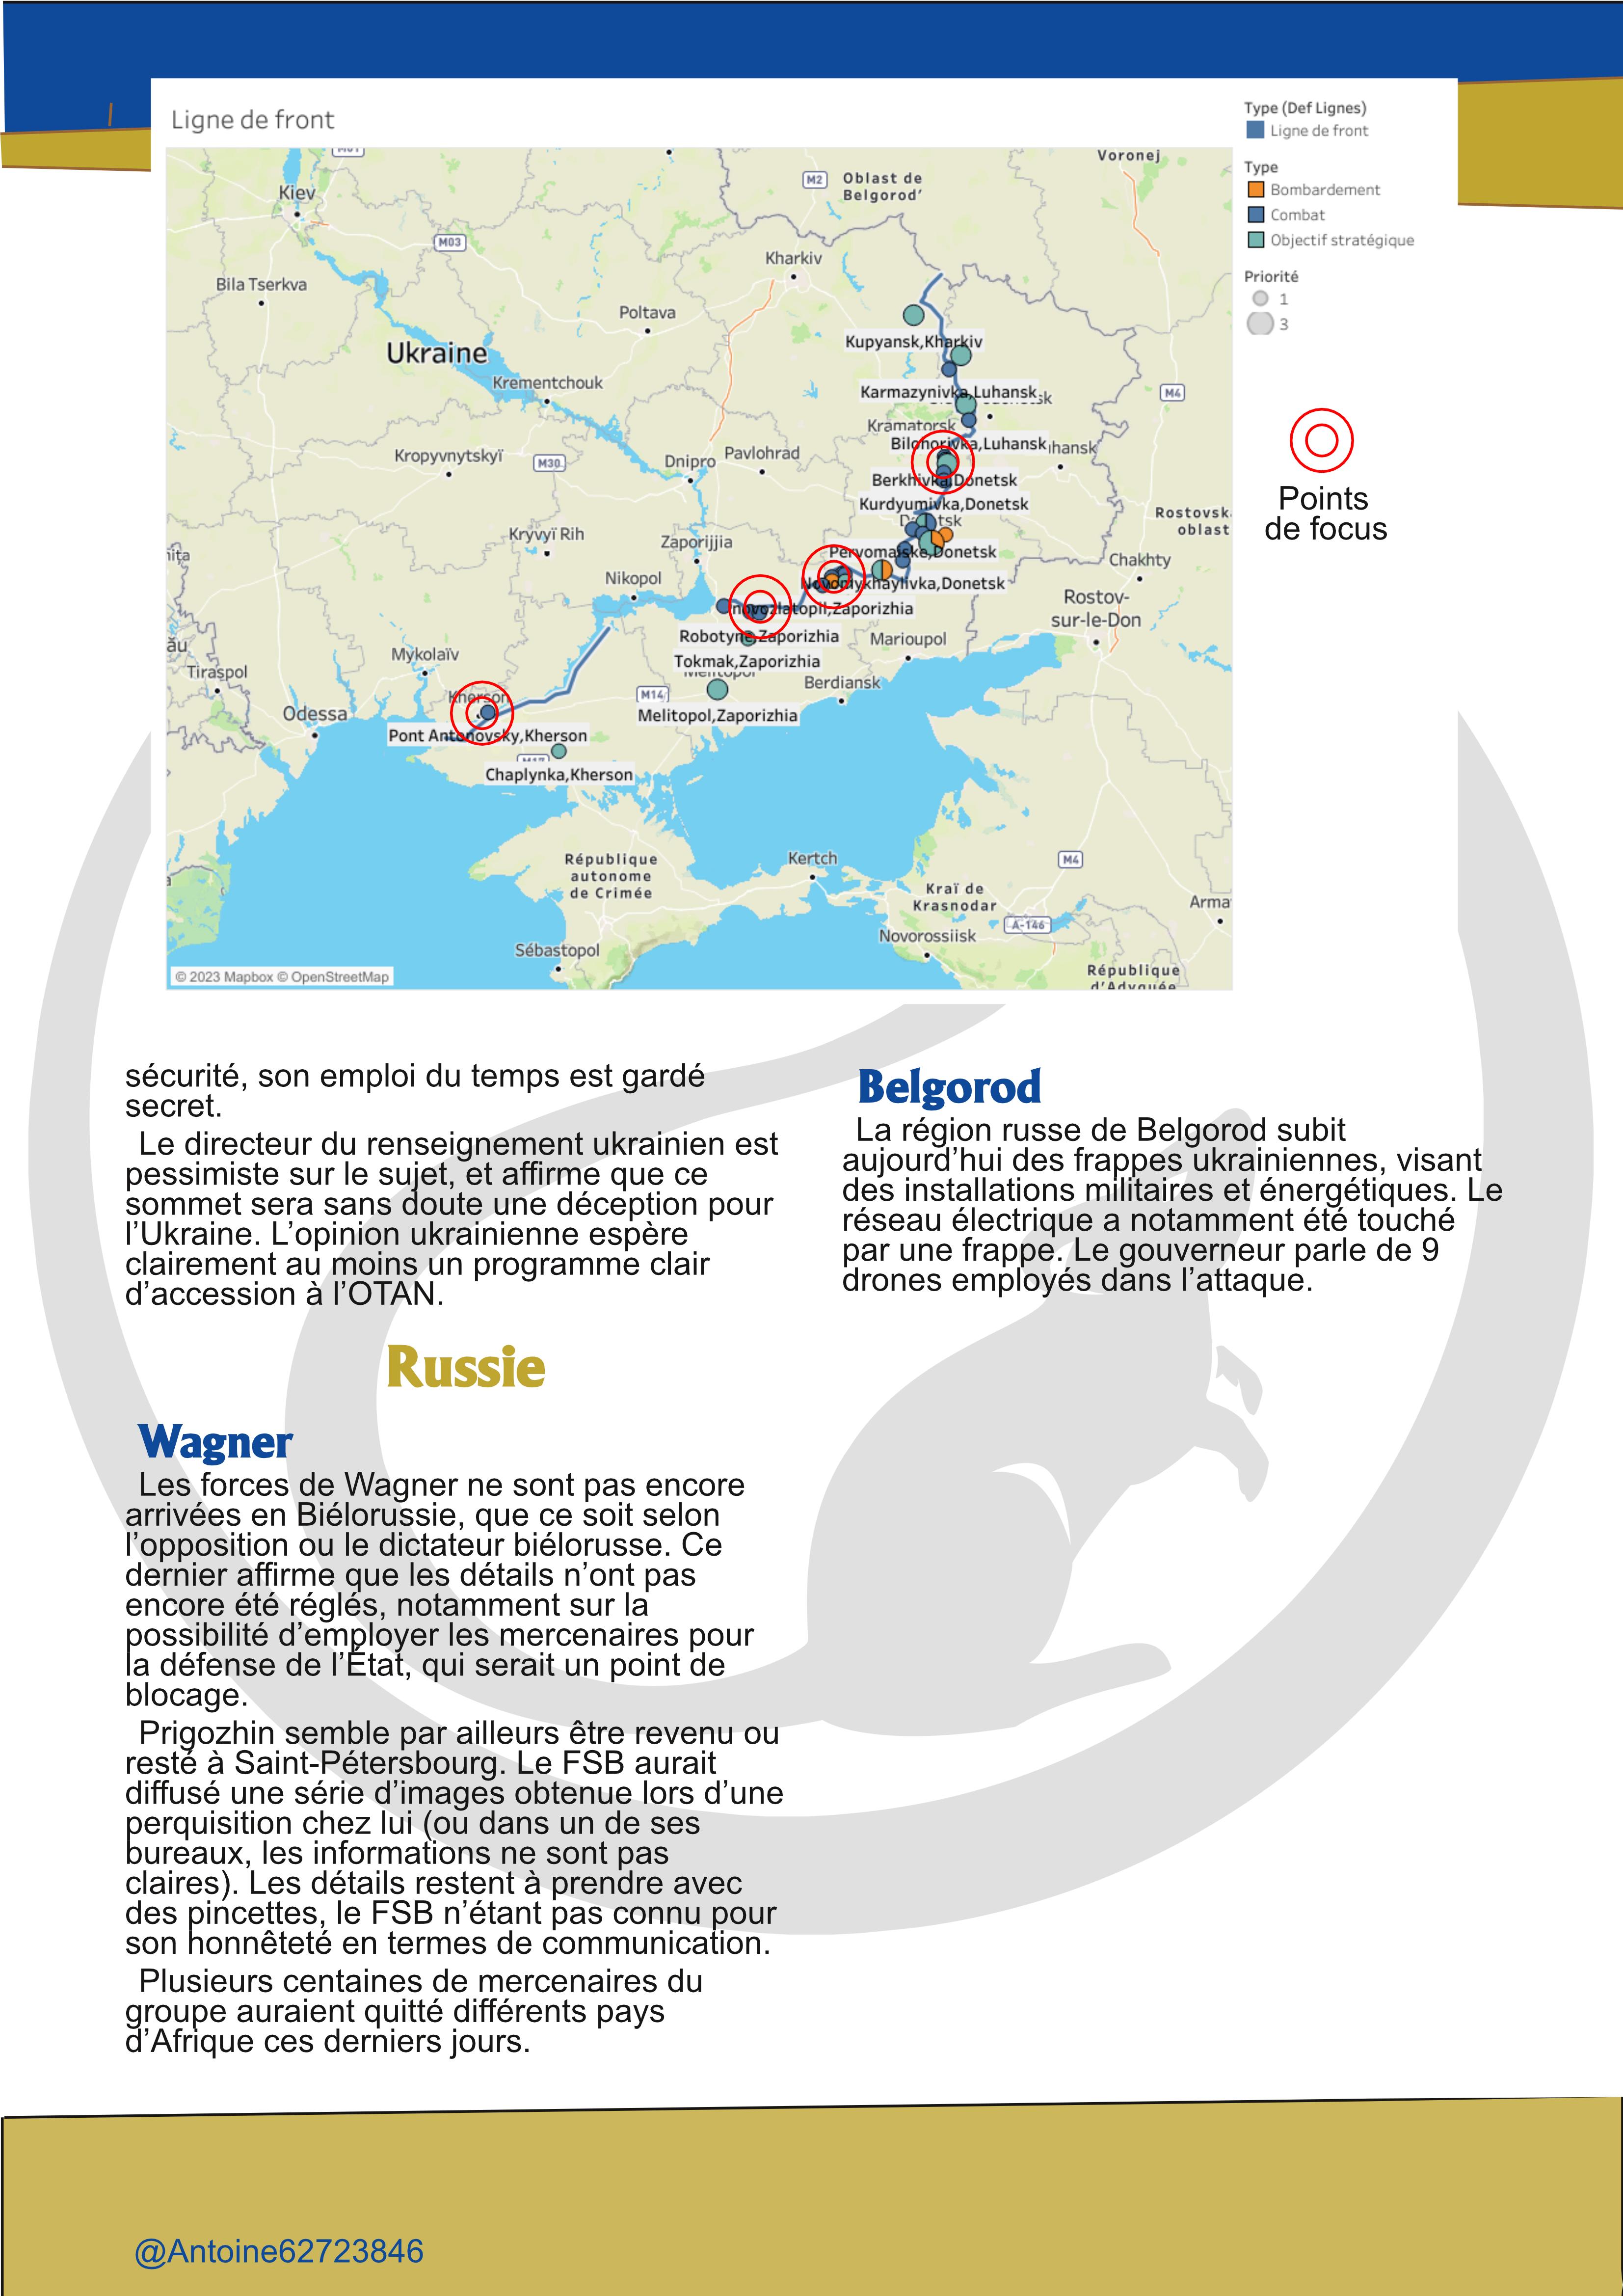 Ligne de front
Type (Def Lignes)
Ligne de front
Type
Bombardement
Combat
Objectif stratégique
Priorité
1
3
Points
de focus
Voronej
M2
Oblast de
Belgorod’
Kiev
M03
Kharkiv
Bila Tserkva
Poltava
Kupyansk,Kharkiv
Ukraine
Krementchouk
Karmazynivka,Luhansk
M4
Kramatorsk
Bilohorivka,Luhansk
Kropyvnytskyï
M30
Dnipro
Pavlohrad
Berkhivka,Donetsk
Kurdyumivka,Donetsk
Rostovsk
oblast
Kryvyï Rih
Zaporijjia
Pervomaiske,Donetsk
Chakhty
Nikopol
Novomykhaylivka,Donetsk
novozlatopil,Zaporizhia
Rostov-
sur-le-Don
Robotyne,Zaporizhia
Marioupol
Mykolaïv
Tokmak,Zaporizhia
Tiraspol
Melitopol
Berdiansk
Kherson
M14
Odessa
Melitopol,Zaporizhia
Pont Antonovsky,Kherson
M17
Chaplynka,Kherson
République
autonome
de Crimée
Kertch
M4
Kraï de
Krasnodar
Arma
A-146
Novorossiisk
Sébastopol
République
d’Adyguée
© 2023 Mapbox © OpenStreetMap
sécurité, son emploi du temps est gardé
secret.
Le directeur du renseignement ukrainien est
pessimiste sur le sujet, et affirme que ce
sommet sera sans doute une déception pour
l’Ukraine. L’opinion ukrainienne espère
clairement au moins un programme clair
d’accession à l’OTAN.
Russie
Wagner
Les forces de Wagner ne sont pas encore
arrivées en Biélorussie, que ce soit selon
l’opposition ou le dictateur biélorusse. Ce
dernier affirme que les détails n’ont pas
encore été réglés, notamment sur la
possibilité d’employer les mercenaires pour
la défense de l’État, qui serait un point de
blocage.
Prigozhin semble par ailleurs être revenu ou
resté à Saint-Pétersbourg. Le FSB aurait
diffusé une série d’images obtenue lors d’une
perquisition chez lui (ou dans un de ses
bureaux, les informations ne sont pas
claires). Les détails restent à prendre avec
des pincettes, le FSB n’étant pas connu pour
son honnêteté en termes de communication.
Plusieurs centaines de mercenaires du
groupe auraient quitté différents pays
d’Afrique ces derniers jours.
Belgorod
La région russe de Belgorod subit
aujourd’hui des frappes ukrainiennes, visant
des installations militaires et énergétiques. Le
réseau électrique a notamment été touché
par une frappe. Le gouverneur parle de 9
drones employés dans l’attaque.
@Antoine62723846